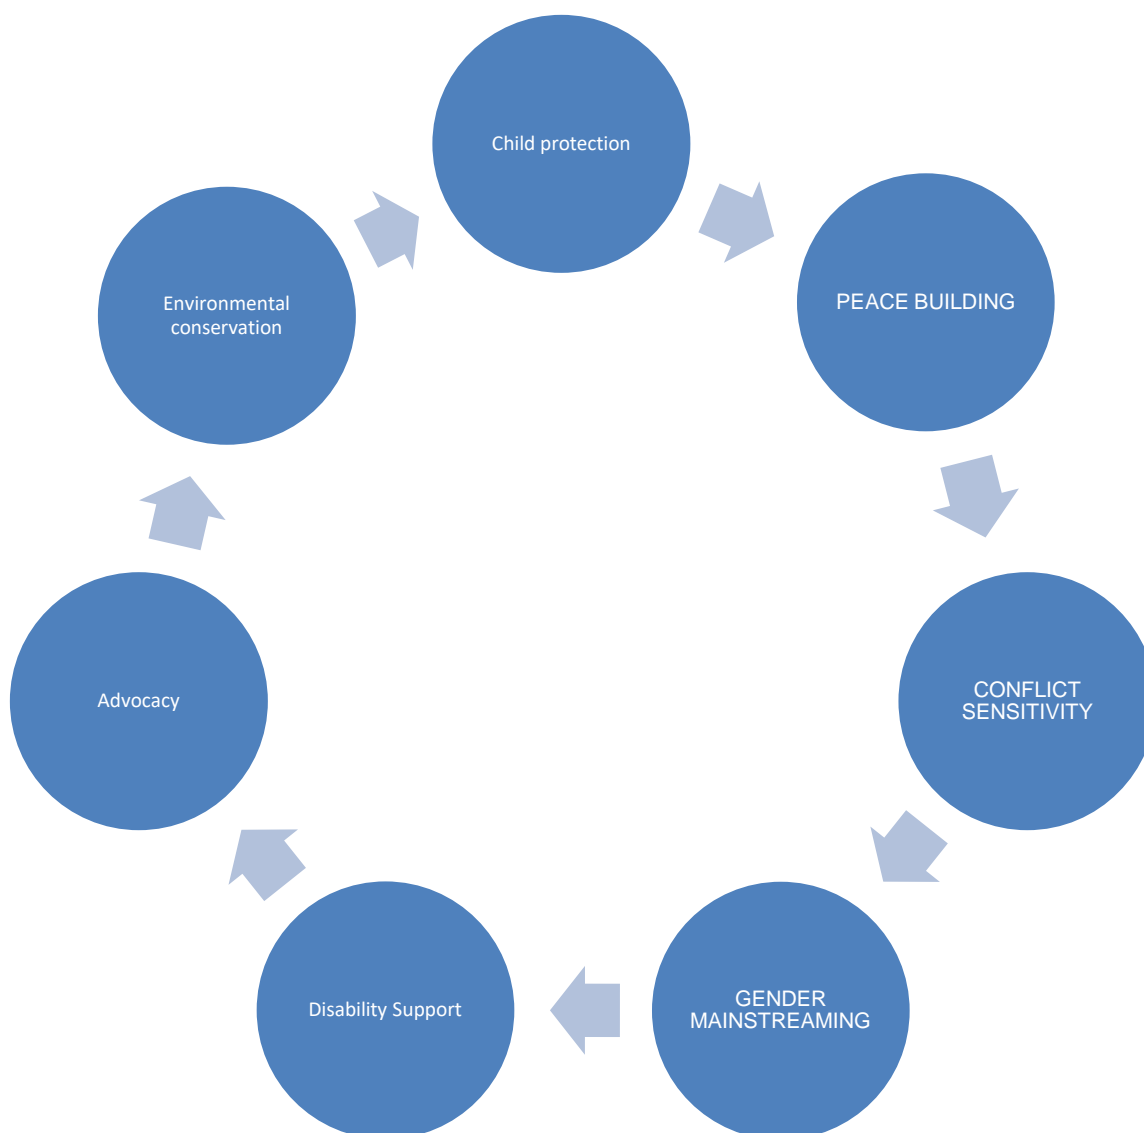 Child protection
PEACE BUILDING
CONFLICT
SENSITIVITY
GENDER
MAINSTREAMING
Disability Support
Advocacy
Environmental
conservation